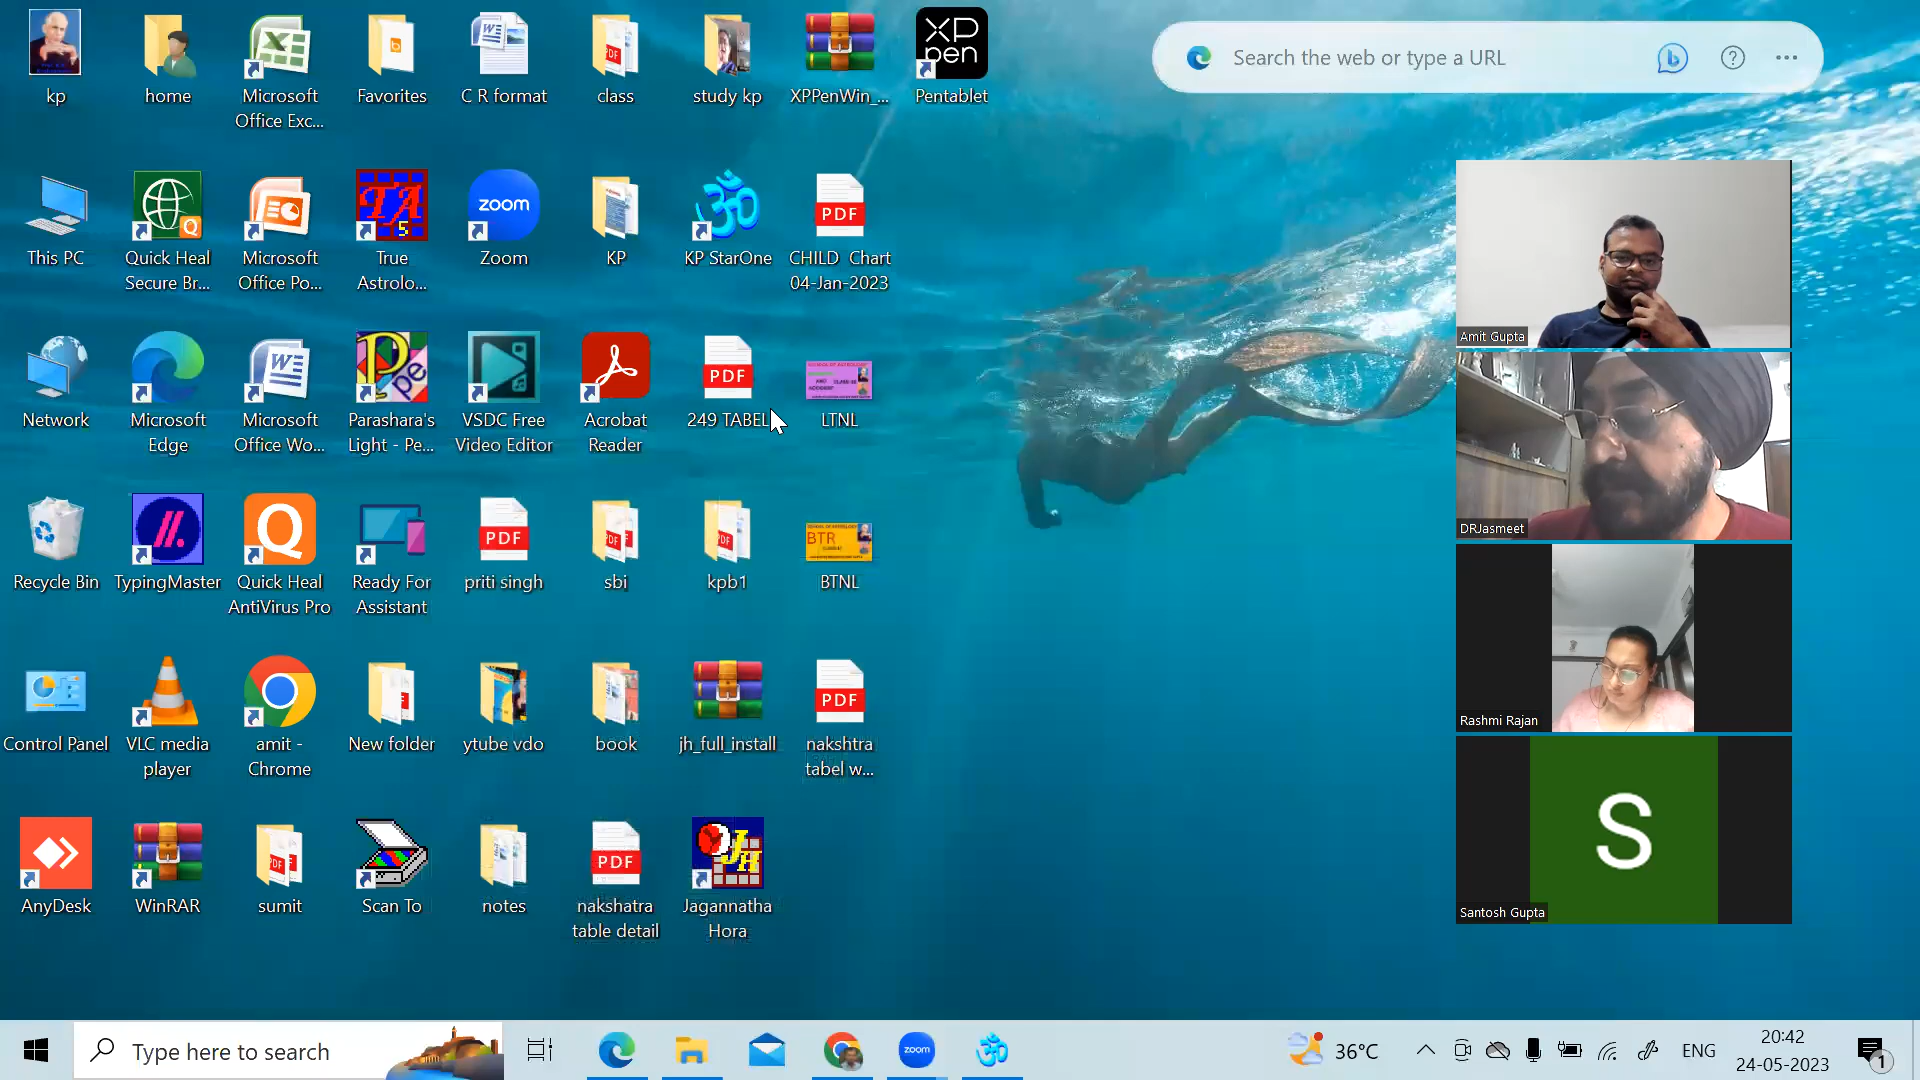 kp
home
Microsoft
Office Exc...
Favorites
C R format
class
study kp
XPPenWin_...
XP
pen
Pentablet
Search the web or type a URL
This PC
Quick Heal
Secure Br...
Microsoft
Office Po...
TA
5
True
Astrolo...
zoom
Zoom
KP
KP StarOne
PDF
CHILD Chart
04-Jan-2023
Amit Gupta
Network
Microsoft
Edge
Microsoft
Office Wo...
Parashara's
Light - Pe...
VSDC Free
Video Editor
Acrobat
Reader
PDF
249 TABEL
LTNL
DRJasmeet
Recycle Bin
TypingMaster
Quick Heal
AntiVirus Pro
Ready For
Assistant
PDF
priti singh
sbi
kpb1
BTR
BTNL
Rashmi Rajan
Control Panel
VLC media
player
amit -
Chrome
New folder
ytube vdo
book
jh_full_install
PDF
nakshtra
tabel w...
S
Santosh Gupta
AnyDesk
WinRAR
sumit
Scan To
notes
PDF
nakshatra
table detail
JH
Jagannatha
Hora
Type here to search
zoom
36°C
ENG
20:42
24-05-2023
1